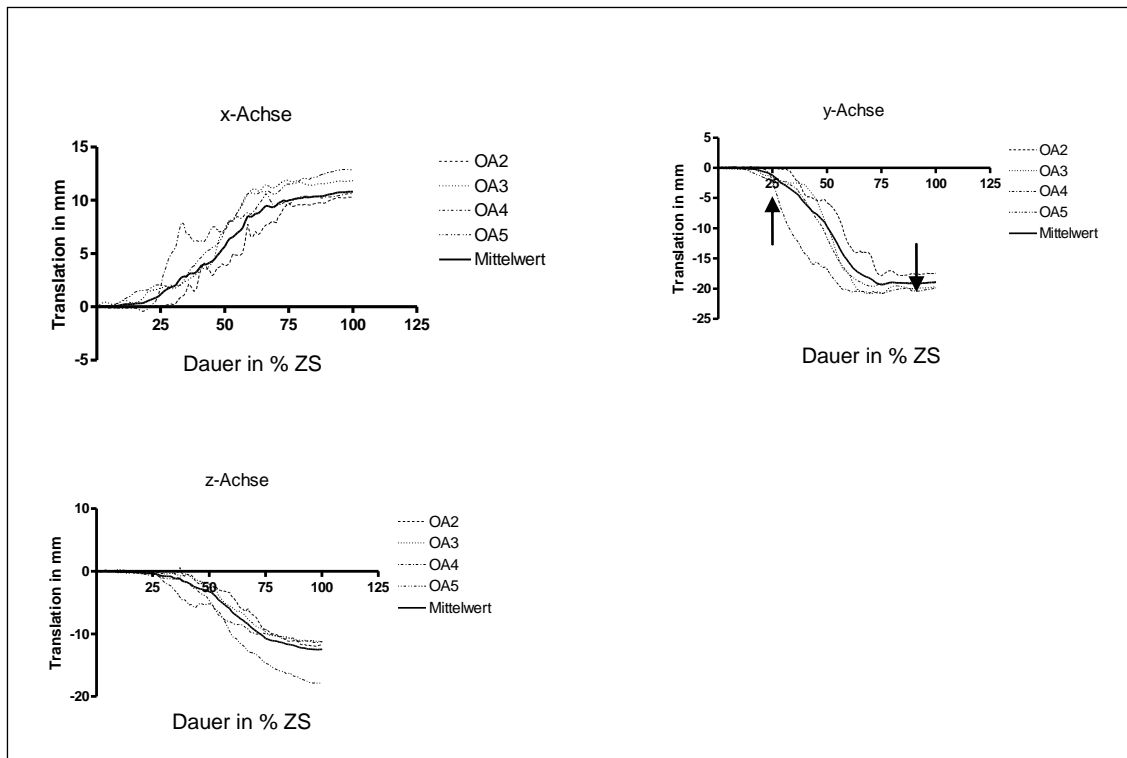 x-Achse
15
10
5
0
-5
25
50
75
100
125
Translation in mm
Dauer in % ZS
OA2
OA3
OA4
OA5
Mittelwert
y-Achse
5
0
-5
-10
-15
-20
-25
25
50
75
100
125
Translation in mm
Dauer in % ZS
OA2
OA3
OA4
OA5
Mittelwert
z-Achse
10
0
-10
-20
25
50
75
100
125
Translation in mm
Dauer in % ZS
OA2
OA3
OA4
OA5
Mittelwert